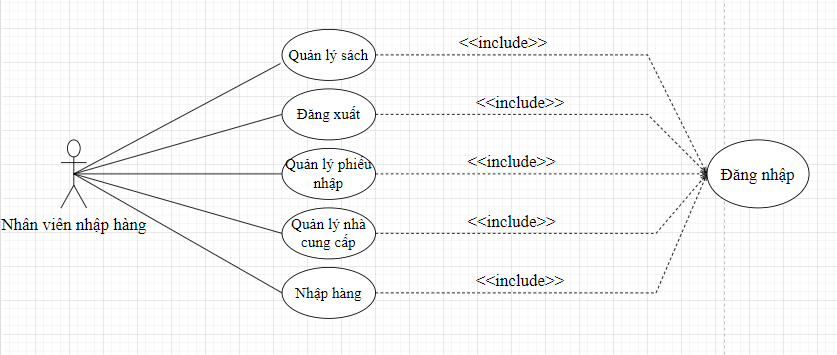 Quản lý sách
<<include>>
Đăng xuất
<<include>>
Quản lý phiếu
nhập
<<include>>
Đăng nhập
Nhân viên nhập hàng
Quản lý nhà
cung cấp
<<include>>
Nhập hàng
<<include>>